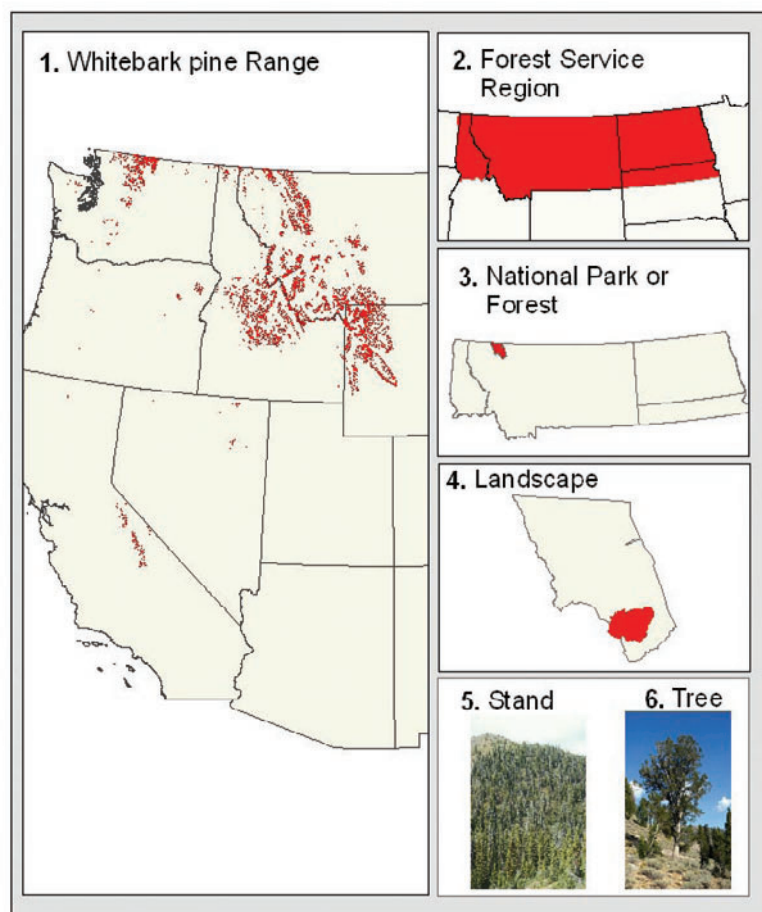 1. Whitebark pine Range
2. Forest Service
Region
3. National Park or
Forest
4. Landscape
5. Stand
6. Tree